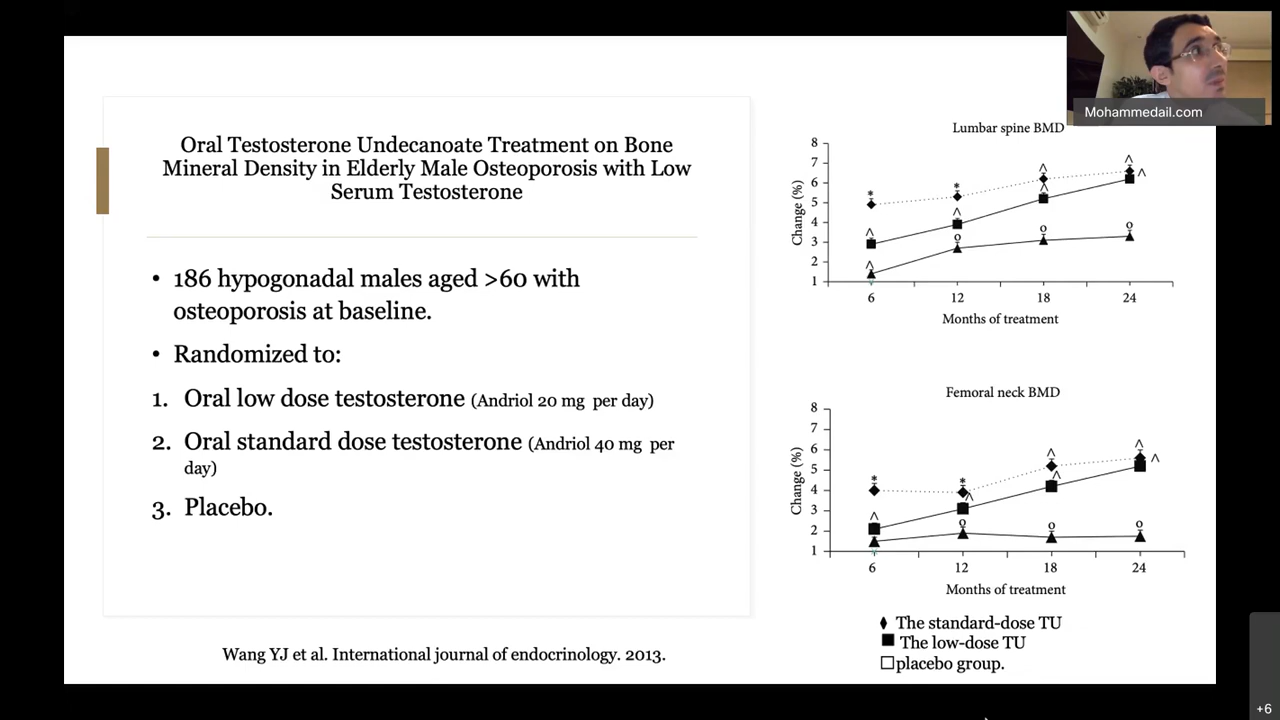 Mohammedail.com
Oral Testosterone Undecanoate Treatment on Bone
Mineral Density in Elderly Male Osteoporosis with Low
Serum Testosterone
• 186 hypogonadal males aged >60 with
osteoporosis at baseline.
• Randomized to:
1. Oral low dose testosterone (Andriol 20 mg per day)
2. Oral standard dose testosterone (Andriol 40 mg per
day)
3. Placebo.
Wang YJ et al. International journal of endocrinology. 2013.
Lumbar spine BMD
Change (%)
8
7
6
5
4
3
2
1
* * ^ ^
^ ^ ^ ^
^ o o o
6 12 18 24
Months of treatment
Femoral neck BMD
Change (%)
8
7
6
5
4
3
2
1
* * ^ ^
^ ^ ^ ^
o o o
6 12 18 24
Months of treatment
The standard-dose TU
The low-dose TU
placebo group.
+6